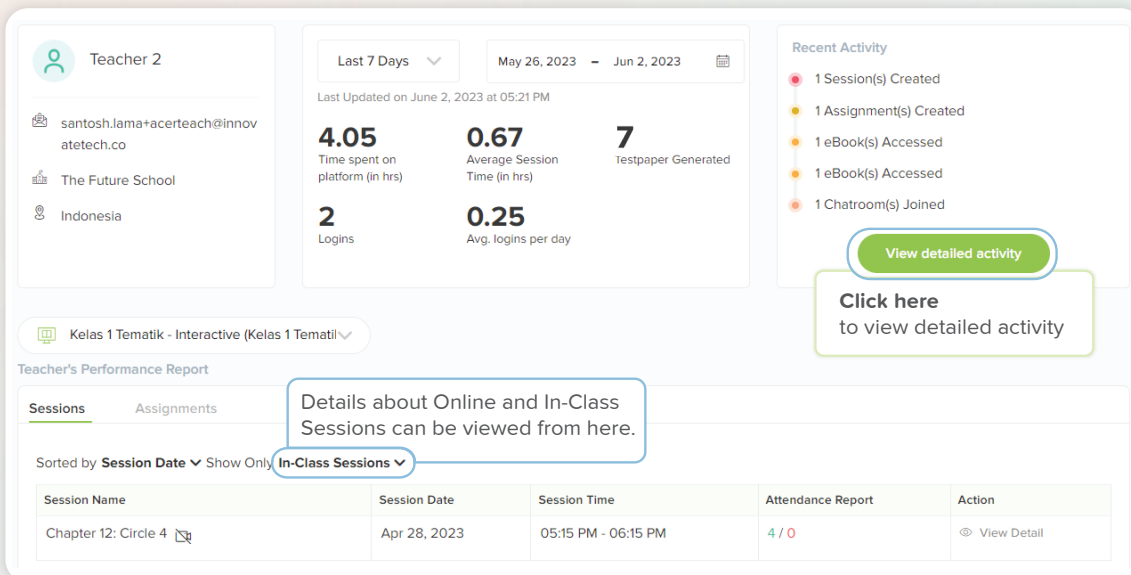 Teacher 2
santosh.lama+acerteach@innov
atetech.co
The Future School
Indonesia
Last 7 Days
May 26, 2023 – Jun 2, 2023
Last Updated on June 2, 2023 at 05:21 PM
4.05
Time spent on
platform (in hrs)
0.67
Average Session
Time (in hrs)
7
Testpaper Generated
2
Logins
0.25
Avg. logins per day
Recent Activity
1 Session(s) Created
1 Assignment(s) Created
1 eBook(s) Accessed
1 eBook(s) Accessed
1 Chatroom(s) Joined
View detailed activity
Click here
to view detailed activity
Kelas 1 Tematik - Interactive (Kelas 1 Temati
Teacher's Performance Report
Sessions Assignments
Details about Online and In-Class
Sessions can be viewed from here.
Sorted by Session Date Show Only In-Class Sessions
Session Name Session Date Session Time Attendance Report Action
Chapter 12: Circle 4 Apr 28, 2023 05:15 PM - 06:15 PM 4 / 0 View Detail